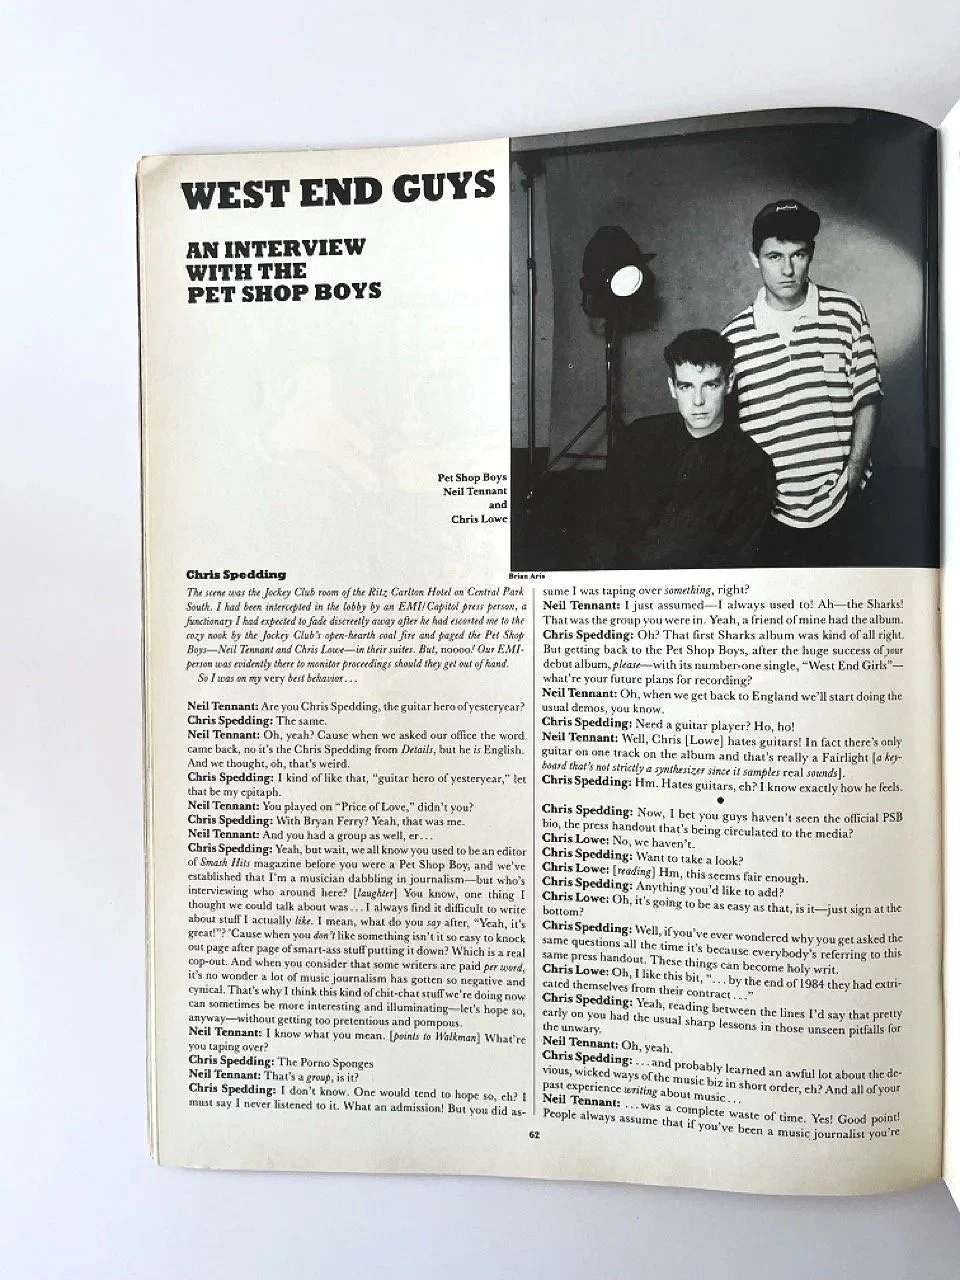 WEST END GUYS
AN INTERVIEW
WITH THE
PET SHOP BOYS
Pet Shop Boys
Neil Tennant
and
Chris Lowe
Brian Aris
Chris Spedding
The scene was the Jockey Club room of the Ritz Carlton Hotel on Central Park
South. I had been intercepted in the lobby by an EMI/Capitol press person, a
functionary I had expected to fade discreetly away after he had escorted me to the
cozy nook by the Jockey Club's open-hearth coal fire and paged the Pet Shop
Boys—Neil Tennant and Chris Lowe—in their suites. But, noooo! Our EMI-
person was evidently there to monitor proceedings should they get out of hand.
So I was on my very best behavior...
Neil Tennant: Are you Chris Spedding, the guitar hero of yesteryear?
Chris Spedding: The same.
Neil Tennant: Oh, yeah? Cause when we asked our office the word
came back, no it's the Chris Spedding from Details, but he is English.
And we thought, oh, that's weird.
Chris Spedding: I kind of like that, "guitar hero of yesteryear," let
that be my epitaph.
Neil Tennant: You played on "Price of Love," didn't you?
Chris Spedding: With Bryan Ferry? Yeah, that was me.
Neil Tennant: And you had a group as well, er...
Chris Spedding: Yeah, but wait, we all know you used to be an editor
of Smash Hits magazine before you were a Pet Shop Boy, and we've
established that I'm a musician dabbling in journalism—but who's
interviewing who around here? [laughter] You know, one thing I
thought we could talk about was...I always find it difficult to write
about stuff I actually like. I mean, what do you say after, "Yeah, it's
great!"? 'Cause when you don't like something isn't it so easy to knock
out page after page of smart-ass stuff putting it down? Which is a real
cop-out. And when you consider that some writers are paid per word,
it's no wonder a lot of music journalism has gotten so negative and
cynical. That's why I think this kind of chit-chat stuff we're doing now
can sometimes be more interesting and illuminating—let's hope so,
anyway—without getting too pretentious and pompous.
Neil Tennant: I know what you mean. [points to Walkman] What're
you taping over?
Chris Spedding: The Porno Sponges
Neil Tennant: That's a group, is it?
Chris Spedding: I don't know. One would tend to hope so, eh? I
must say I never listened to it. What an admission! But you did as-
sume I was taping over something, right?
Neil Tennant: I just assumed—I always used to! Ah—the Sharks!
That was the group you were in. Yeah, a friend of mine had the album.
Chris Spedding: Oh? That first Sharks album was kind of all right.
But getting back to the Pet Shop Boys, after the huge success of your
debut album, please—with its number-one single, "West End Girls"—
what're your future plans for recording?
Neil Tennant: Oh, when we get back to England we'll start doing the
usual demos, you know.
Chris Spedding: Need a guitar player? Ho, ho!
Neil Tennant: Well, Chris [Lowe] hates guitars! In fact there's only
guitar on one track on the album and that's really a Fairlight [a key-
board that's not strictly a synthesizer since it samples real sounds].
Chris Spedding: Hm. Hates guitars, eh? I know exactly how he feels.
●
Chris Spedding: Now, I bet you guys haven't seen the official PSB
bio, the press handout that's being circulated to the media?
Chris Lowe: No, we haven't.
Chris Spedding: Want to take a look?
Chris Lowe: [reading] Hm, this seems fair enough.
Chris Spedding: Anything you'd like to add?
Chris Lowe: Oh, it's going to be as easy as that, is it—just sign at the
bottom?
Chris Spedding: Well, if you've ever wondered why you get asked the
same questions all the time it's because everybody's referring to this
same press handout. These things can become holy writ.
Chris Lowe: Oh, I like this bit, "...by the end of 1984 they had extri-
cated themselves from their contract..."
Chris Spedding: Yeah, reading between the lines I'd say that pretty
early on you had the usual sharp lessons in those unseen pitfalls for
the unwary.
Neil Tennant: Oh, yeah.
Chris Spedding: ...and probably learned an awful lot about the de-
vious, wicked ways of the music biz in short order, eh? And all of your
past experience writing about music...
Neil Tennant: ...was a complete waste of time. Yes! Good point!
People always assume that if you've been a music journalist you're
62